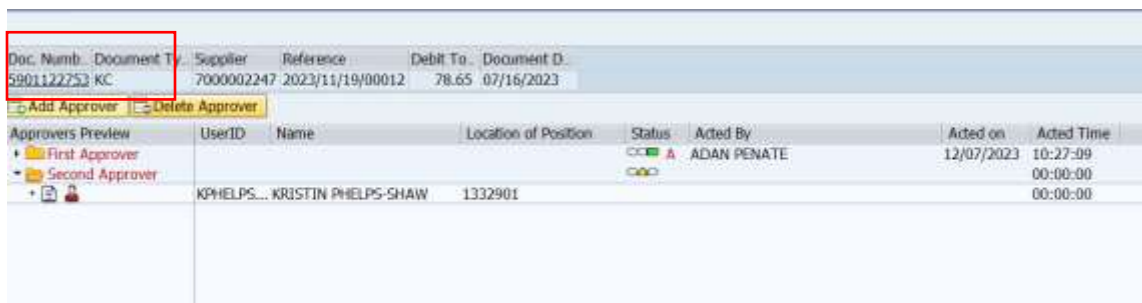 Doc. Numb.. Document Ty.. Supplier Reference Debit To.. Document D..
5901122753 KC 7000002247 2023/11/19/00012 78.65 07/16/2023
Add Approver Delete Approver
Approvers Preview UserID Name Location of Position Status Acted By Acted on Acted Time
First Approver A ADAN PENATE 12/07/2023 10:27:09
Second Approver 00:00:00
KPHELPS... KRISTIN PHELPS-SHAW 1332901 00:00:00